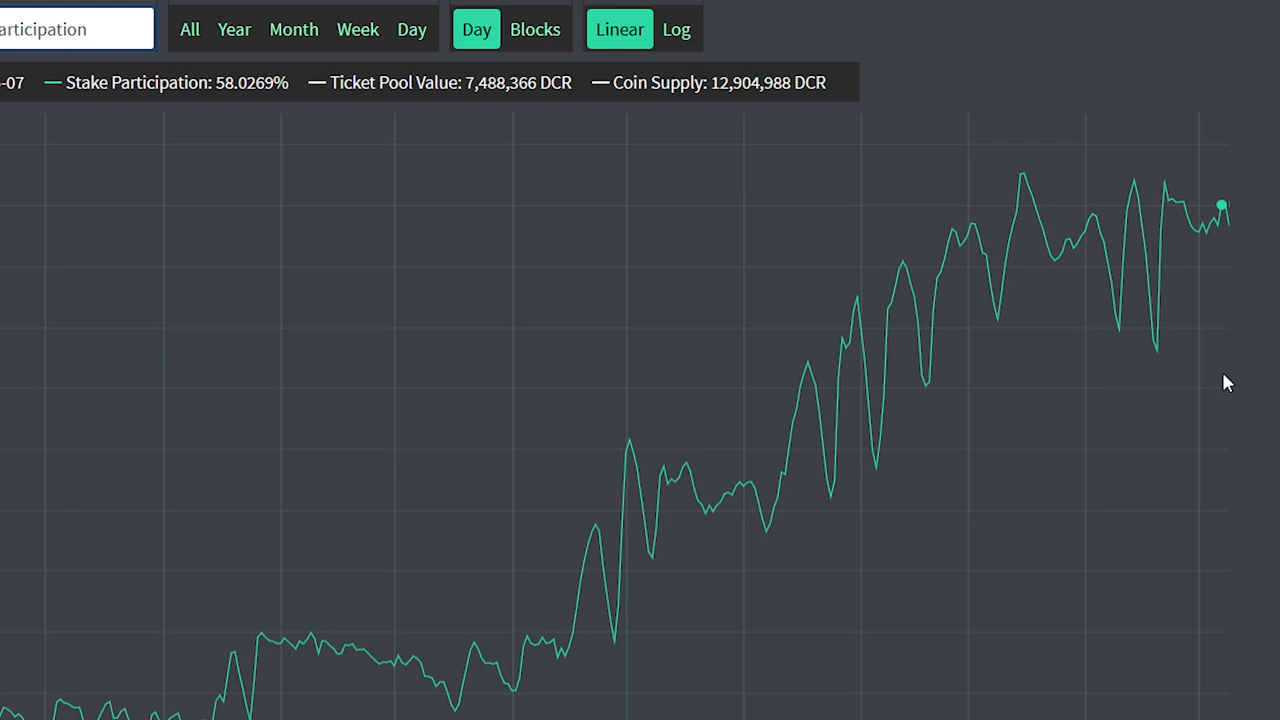 articipation All Year Month Week Day Day Blocks Linear Log
-07 Stake Participation: 58.0269% Ticket Pool Value: 7,488,366 DCR Coin Supply: 12,904,988 DCR